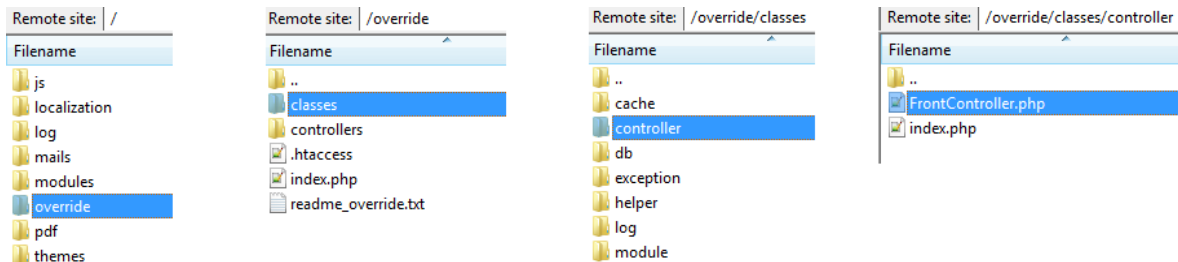 Remote site: /
Filename
js
localization
log
mails
modules
override
pdf
themes
Remote site: /override
Filename
..
classes
controllers
.htaccess
index.php
readme_override.txt
Remote site: /override/classes
Filename
..
cache
controller
db
exception
helper
log
module
Remote site: /override/classes/controller
Filename
..
FrontController.php
index.php